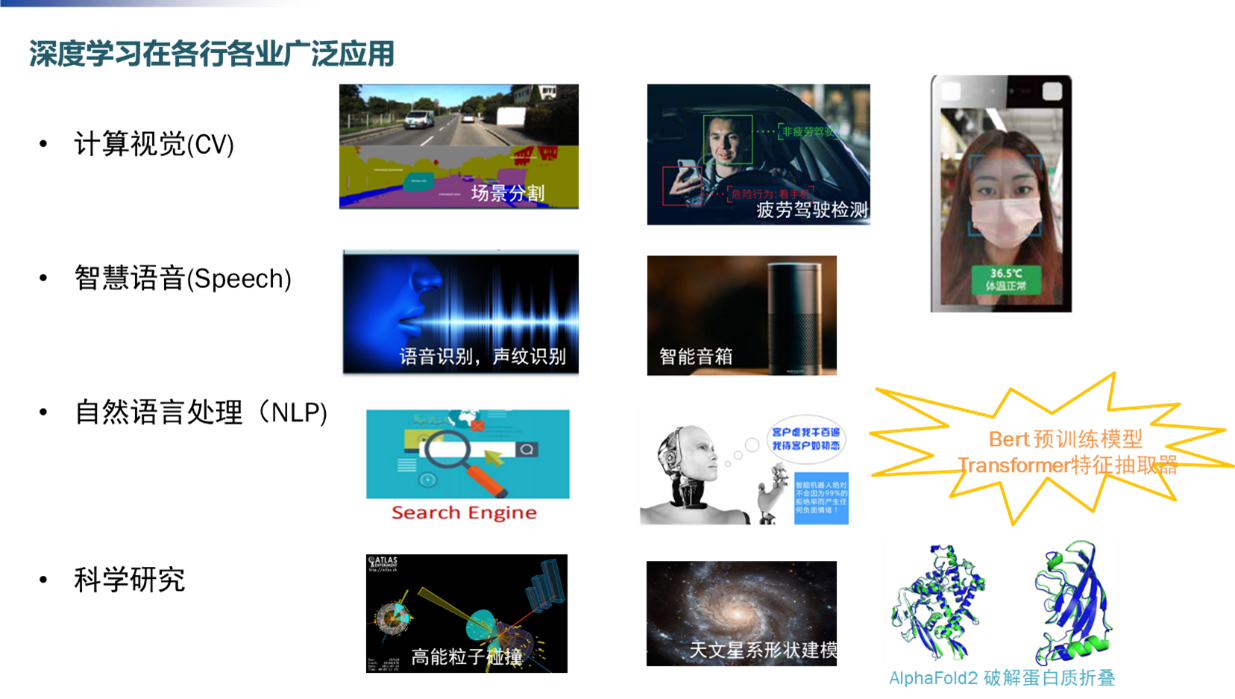 深度学习在各行各业广泛应用
• 计算视觉(CV)
场景分割
非疲劳驾驶
危险行为:看手机
疲劳驾驶检测
36.5℃
体温正常
• 智慧语音(Speech)
语音识别，声纹识别
智能音箱
• 自然语言处理（NLP)
Search Engine
客户虐我千百遍
我待客户如初恋
智能机器人绝对
不会因为99%的
拒绝率而产生任
何负面情绪！
Bert 预训练模型
Transformer特征抽取器
• 科学研究
ATLAS
EXPERIMENT
高能粒子碰撞
天文星系形状建模
AlphaFold2 破解蛋白质折叠